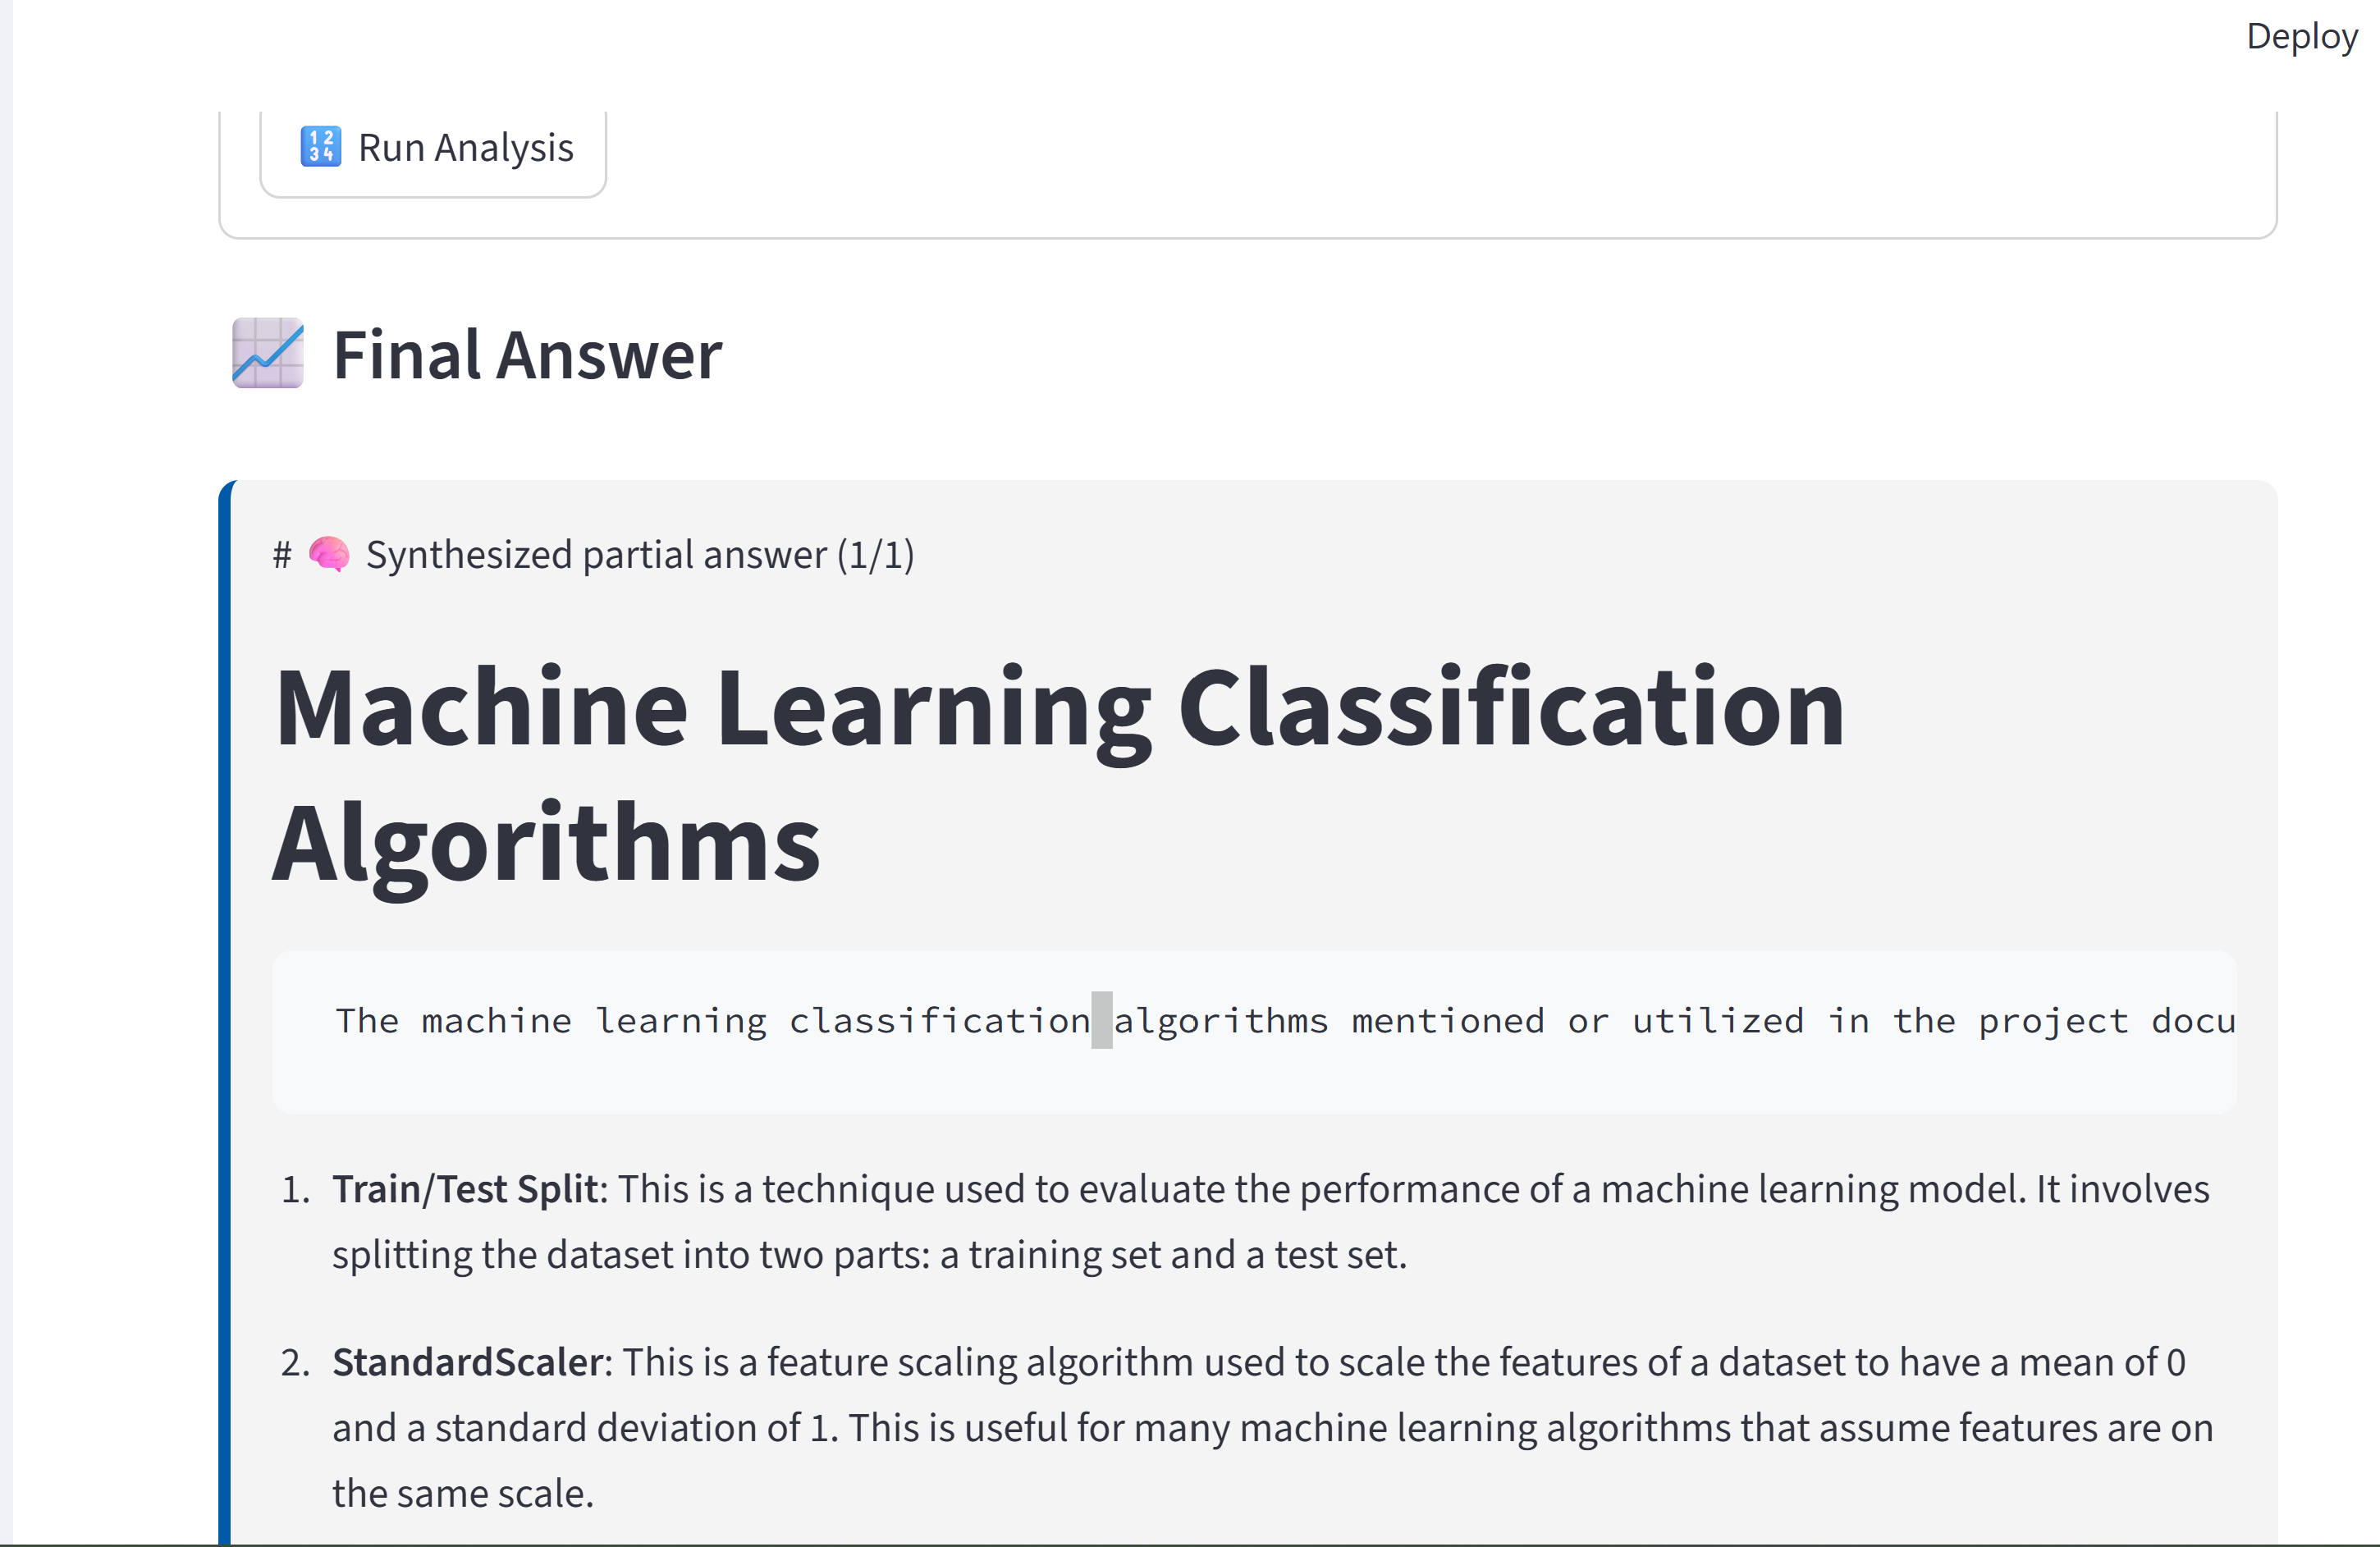 Deploy
Run Analysis
Final Answer
# 🧠 Synthesized partial answer (1/1)
Machine Learning Classification
Algorithms
The machine learning classification algorithms mentioned or utilized in the project docu
1. Train/Test Split: This is a technique used to evaluate the performance of a machine learning model. It involves
splitting the dataset into two parts: a training set and a test set.
2. StandardScaler: This is a feature scaling algorithm used to scale the features of a dataset to have a mean of 0
and a standard deviation of 1. This is useful for many machine learning algorithms that assume features are on
the same scale.